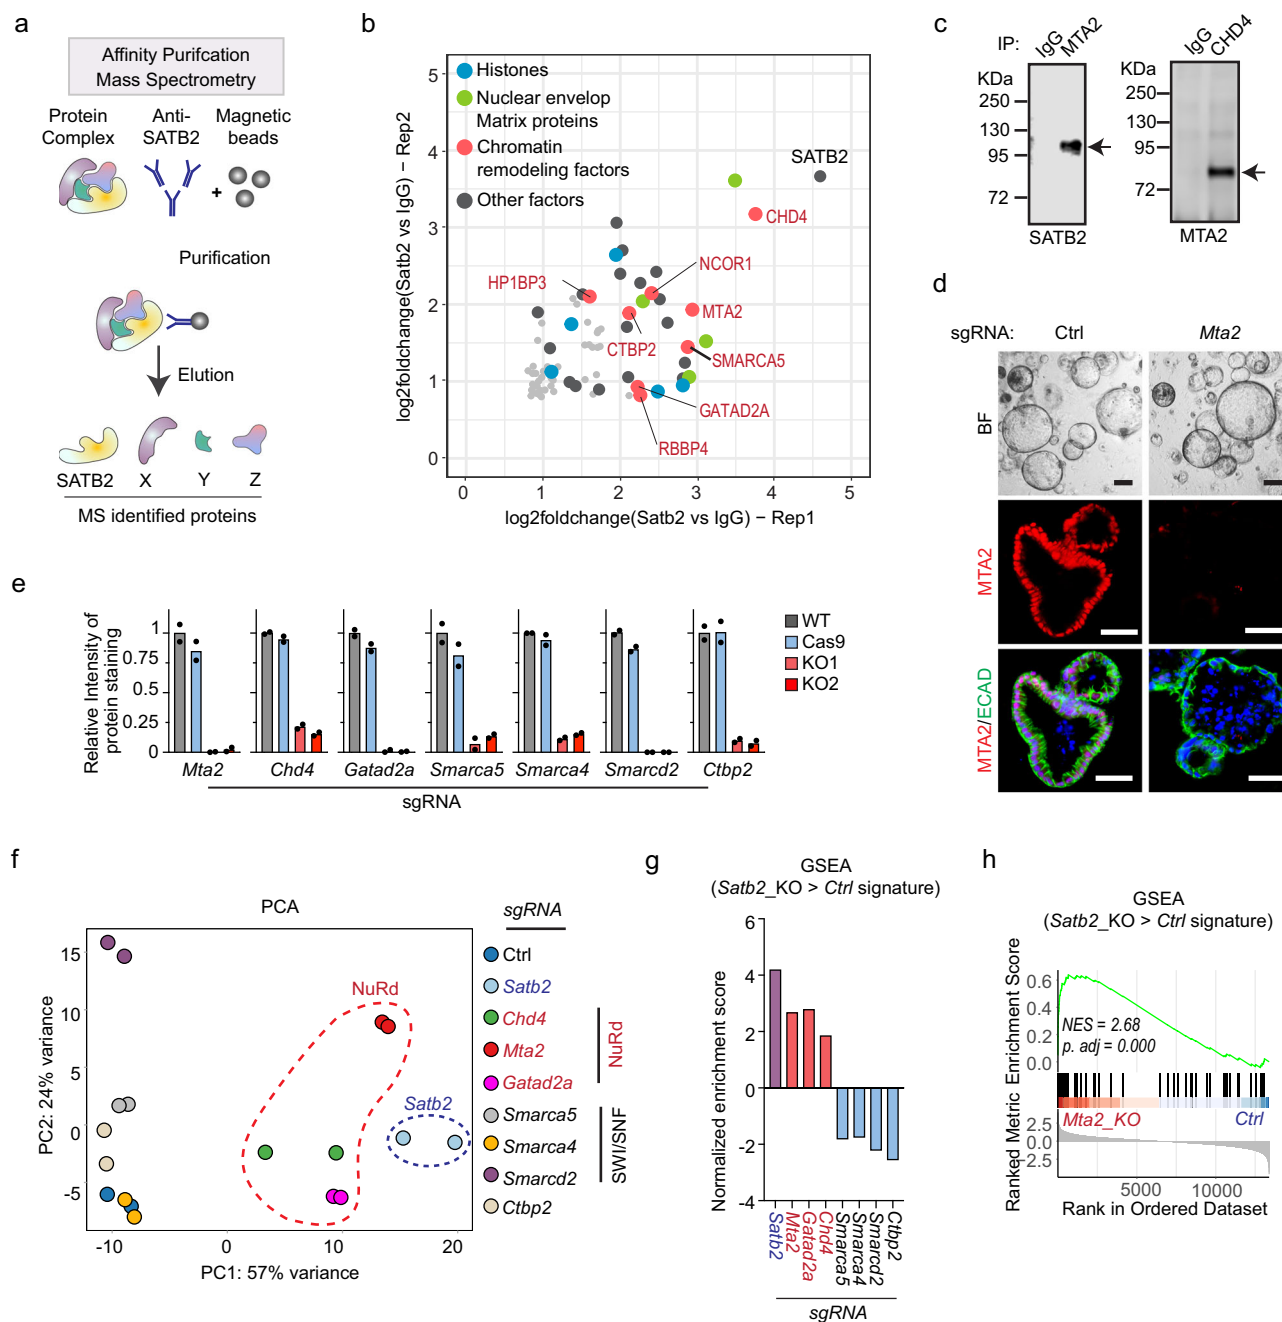 a
Affinity Purifcation
Mass Spectrometry
Protein
Complex
Anti-
SATB2
Magnetic
beads
+
Purification
Elution
SATB2
X
Y
Z
MS identified proteins
b
log2foldchange(Satb2 vs IgG) − Rep2
5
4
3
2
1
0
Histones
Nuclear envelop
Matrix proteins
Chromatin
remodeling factors
Other factors
SATB2
CHD4
NCOR1
HP1BP3
MTA2
CTBP2
SMARCA5
GATAD2A
RBBP4
0 1 2 3 4 5
log2foldchange(Satb2 vs IgG) − Rep1
c
IP:
IgG
MTA2
KDa
250
130
95
72
SATB2
IgG
CHD4
KDa
250
130
95
72
MTA2
d
sgRNA:
Ctrl
Mta2
BF
MTA2
MTA2/ECAD
e
Relative Intensity of
protein staining
1
0.75
0.5
0.25
0
WT
Cas9
KO1
KO2
Mta2
Chd4
Gatad2a
Smarca5
Smarca4
Smarcd2
Ctbp2
sgRNA
f
PCA
PC2: 24% variance
15
10
5
0
-5
NuRd
Satb2
-10 0 10 20
PC1: 57% variance
sgRNA
Ctrl
Satb2
Chd4
Mta2
Gatad2a
Smarca5
Smarca4
Smarcd2
Ctbp2
NuRd
SWI/SNF
g
GSEA
(Satb2_KO > Ctrl signature)
Normalized enrichment score
6
4
2
0
-2
-4
Satb2
Mta2
Gatad2a
Chd4
Smarca5
Smarca4
Smarcd2
Ctbp2
sgRNA
h
GSEA
(Satb2_KO > Ctrl signature)
Enrichment Score
0.6
0.4
0.2
0.0
NES = 2.68
p. adj = 0.000
Mta2_KO
Ctrl
Ranked Metric
2.5
0.0
-2.5
5000 10000
Rank in Ordered Dataset